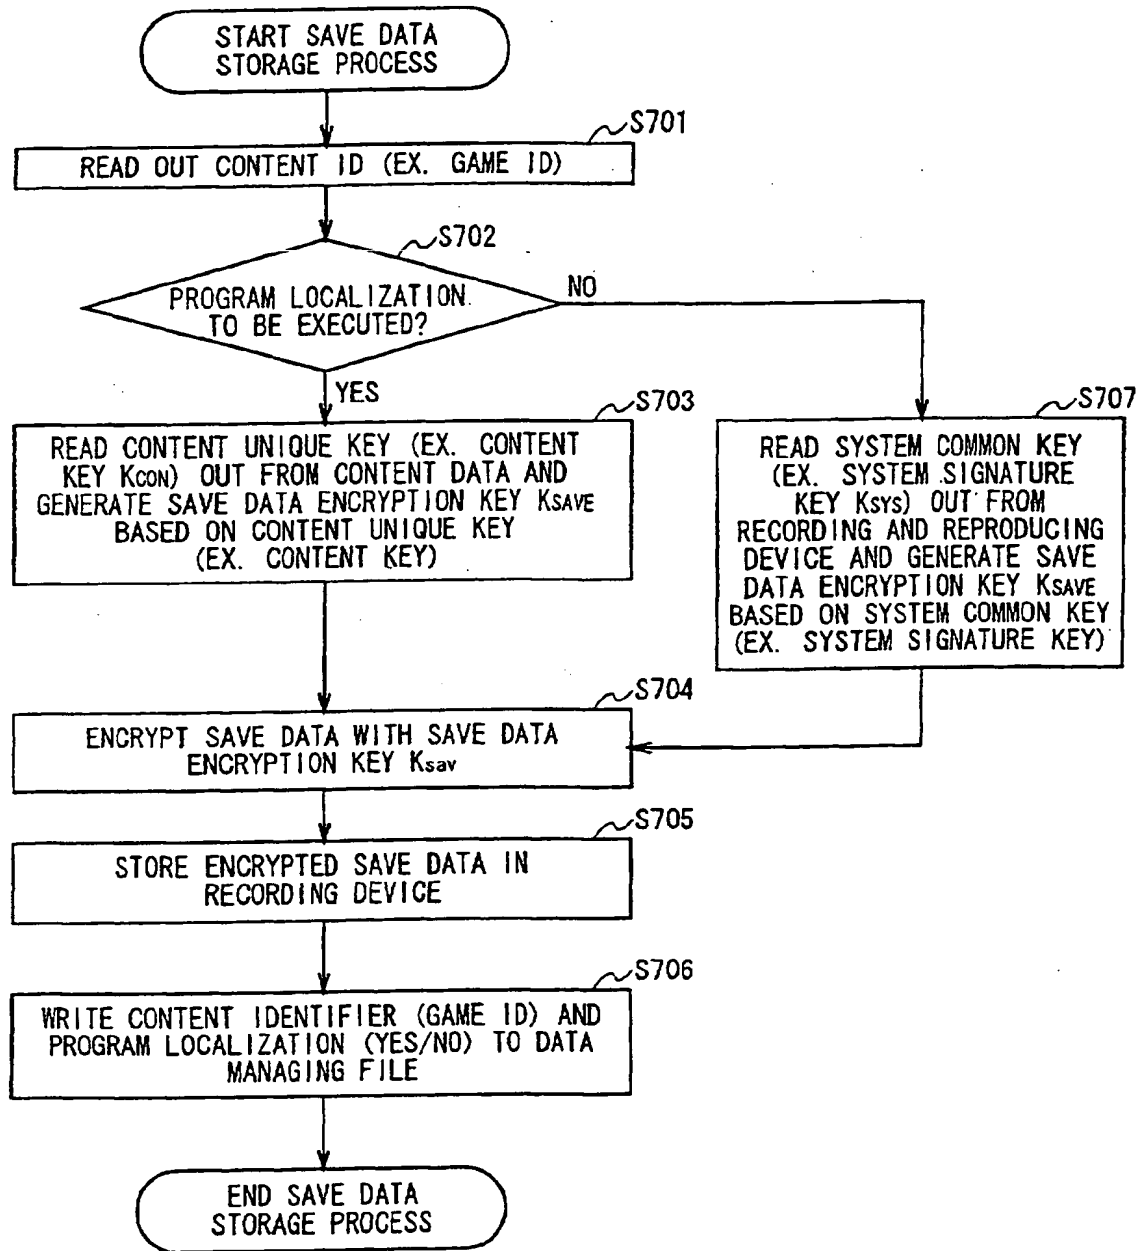 START SAVE DATA
STORAGE PROCESS
S701
READ OUT CONTENT ID (EX. GAME ID)
S702
PROGRAM LOCALIZATION
TO BE EXECUTED?
NO
YES
S703
READ CONTENT UNIQUE KEY (EX. CONTENT
KEY KCON) OUT FROM CONTENT DATA AND
GENERATE SAVE DATA ENCRYPTION KEY KSAVE
BASED ON CONTENT UNIQUE KEY
(EX. CONTENT KEY)
S707
READ SYSTEM COMMON KEY
(EX. SYSTEM SIGNATURE
KEY KSYS) OUT FROM
RECORDING AND REPRODUCING
DEVICE AND GENERATE SAVE
DATA ENCRYPTION KEY KSAVE
BASED ON SYSTEM COMMON KEY
(EX. SYSTEM SIGNATURE KEY)
S704
ENCRYPT SAVE DATA WITH SAVE DATA
ENCRYPTION KEY Ksav
S705
STORE ENCRYPTED SAVE DATA IN
RECORDING DEVICE
S706
WRITE CONTENT IDENTIFIER (GAME ID) AND
PROGRAM LOCALIZATION (YES/NO) TO DATA
MANAGING FILE
END SAVE DATA
STORAGE PROCESS